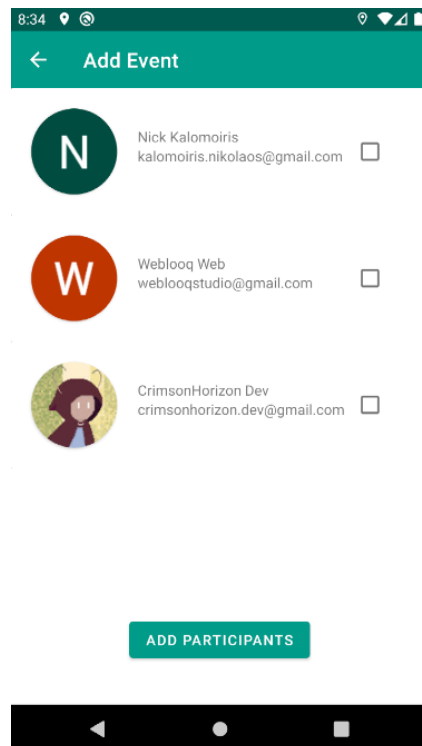 8:34
Add Event
N
Nick Kalomoiris
kalomoiris.nikolaos@gmail.com
W
Weblooq Web
weblooqstudio@gmail.com
CrimsonHorizon Dev
crimsonhorizon.dev@gmail.com
ADD PARTICIPANTS